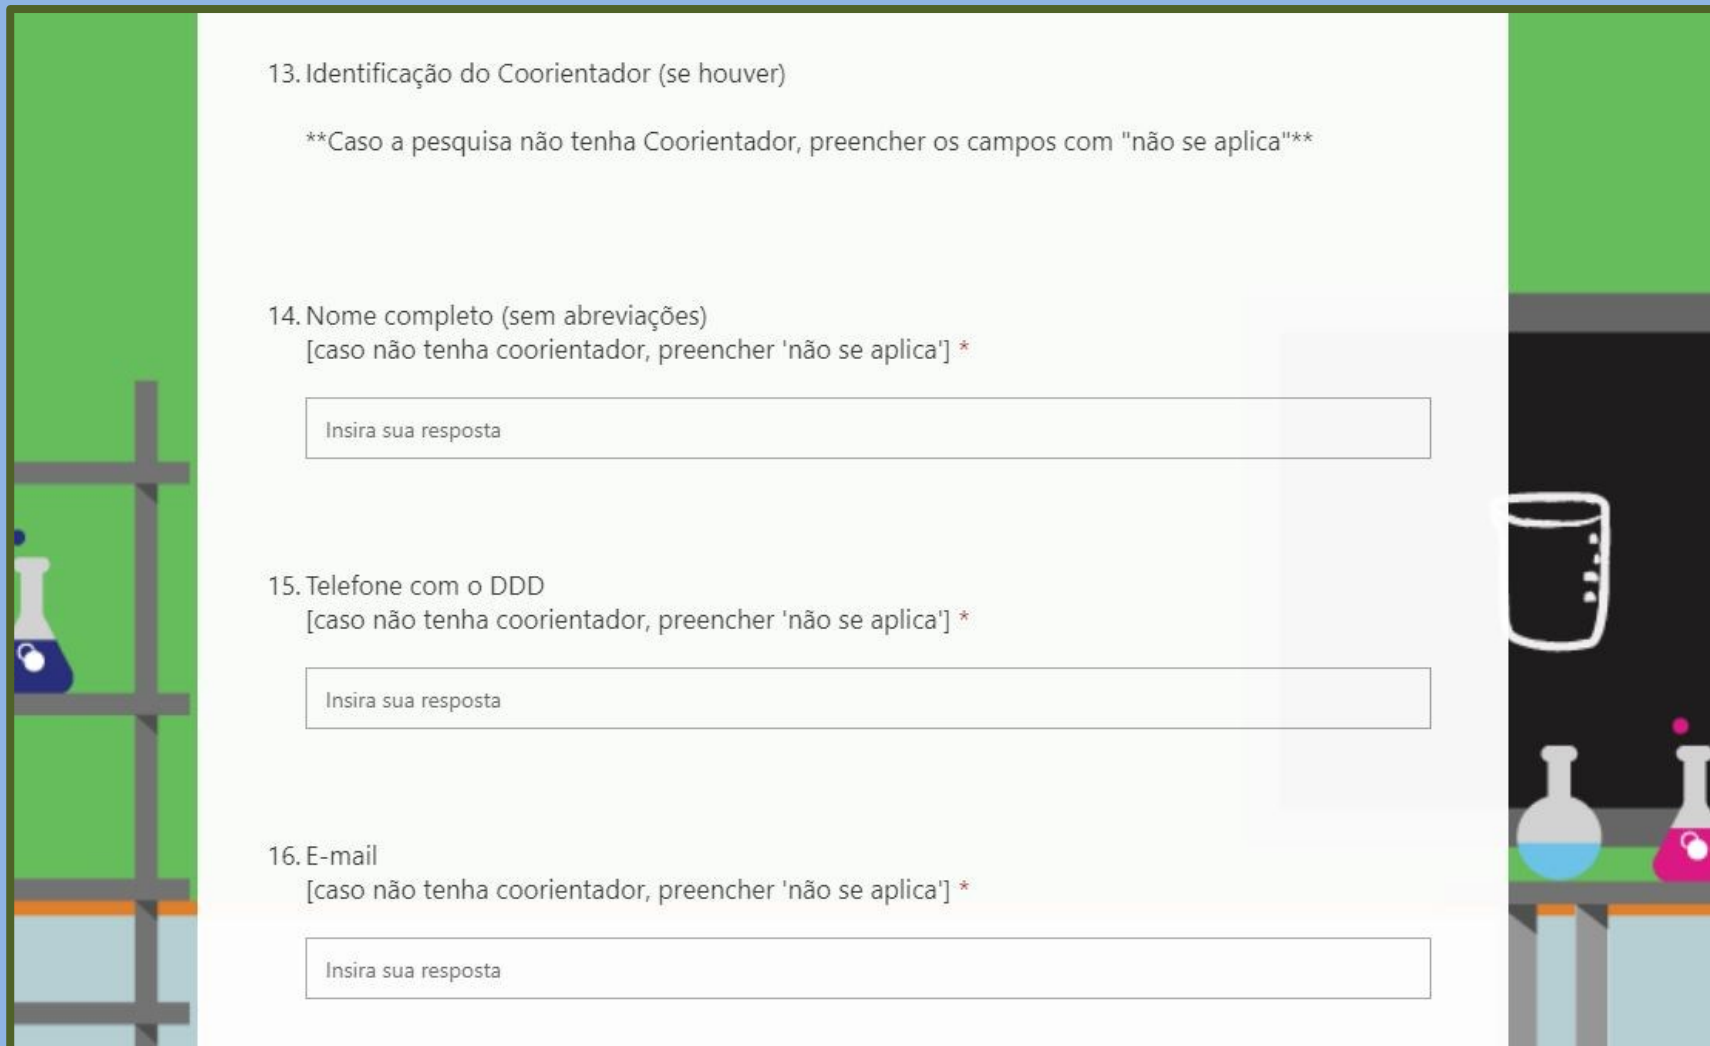 13. Identificação do Coorientador (se houver)
**Caso a pesquisa não tenha Coorientador, preencher os campos com "não se aplica"**
14. Nome completo (sem abreviações)
[caso não tenha coorientador, preencher 'não se aplica'] *
Insira sua resposta
15. Telefone com o DDD
[caso não tenha coorientador, preencher 'não se aplica'] *
Insira sua resposta
16. E-mail
[caso não tenha coorientador, preencher 'não se aplica'] *
Insira sua resposta